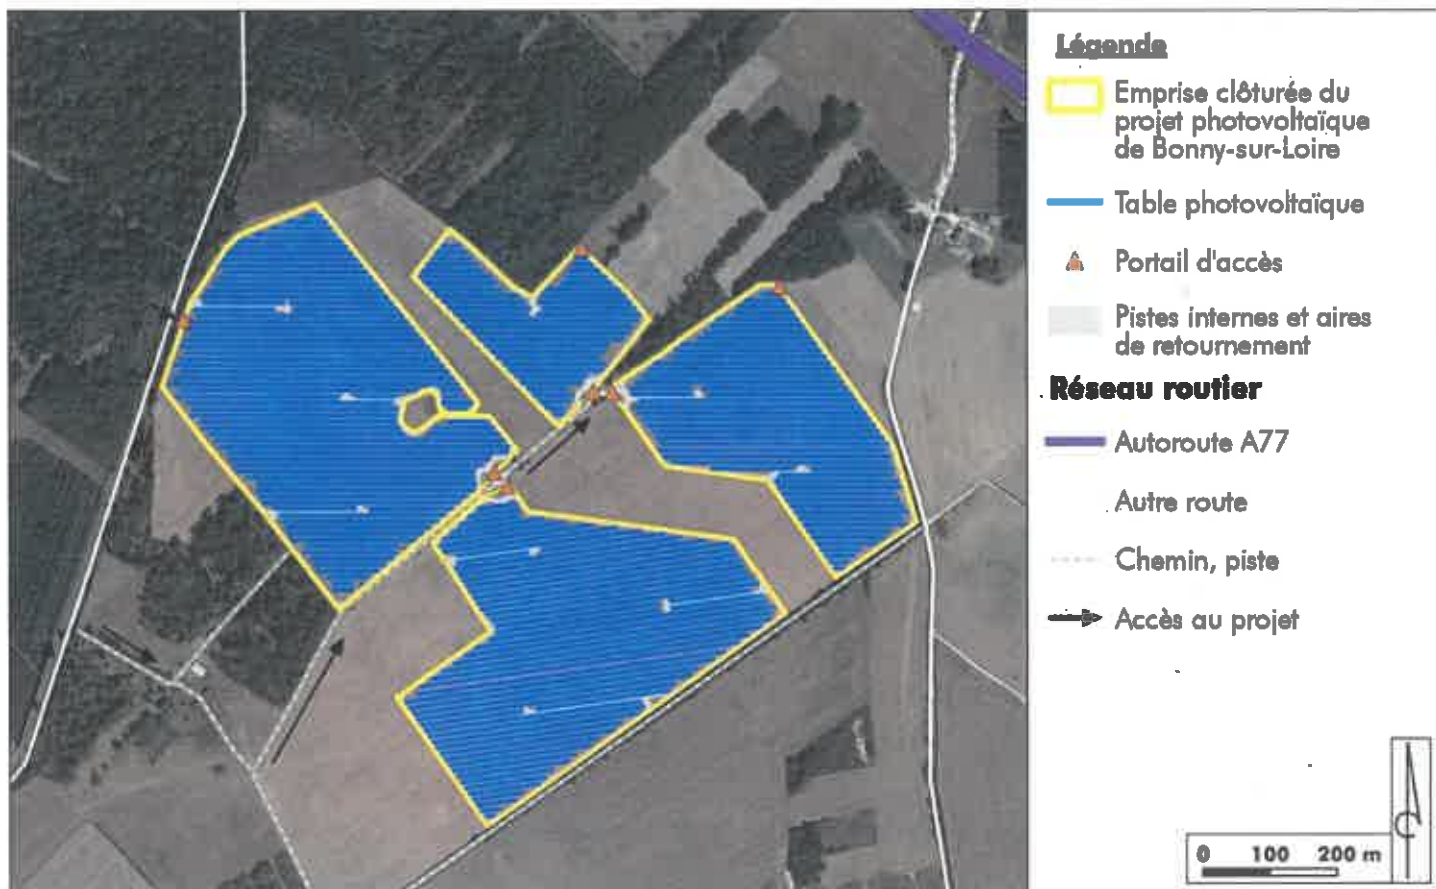 Légende
Emprise clôturée du
projet photovoltaïque
de Bonny-sur-Loire
Table photovoltaïque
Portail d'accès
Pistes internes et aires
de retournement
Réseau routier
Autoroute A77
Autre route
Chemin, piste
Accès au projet
0 100 200 m